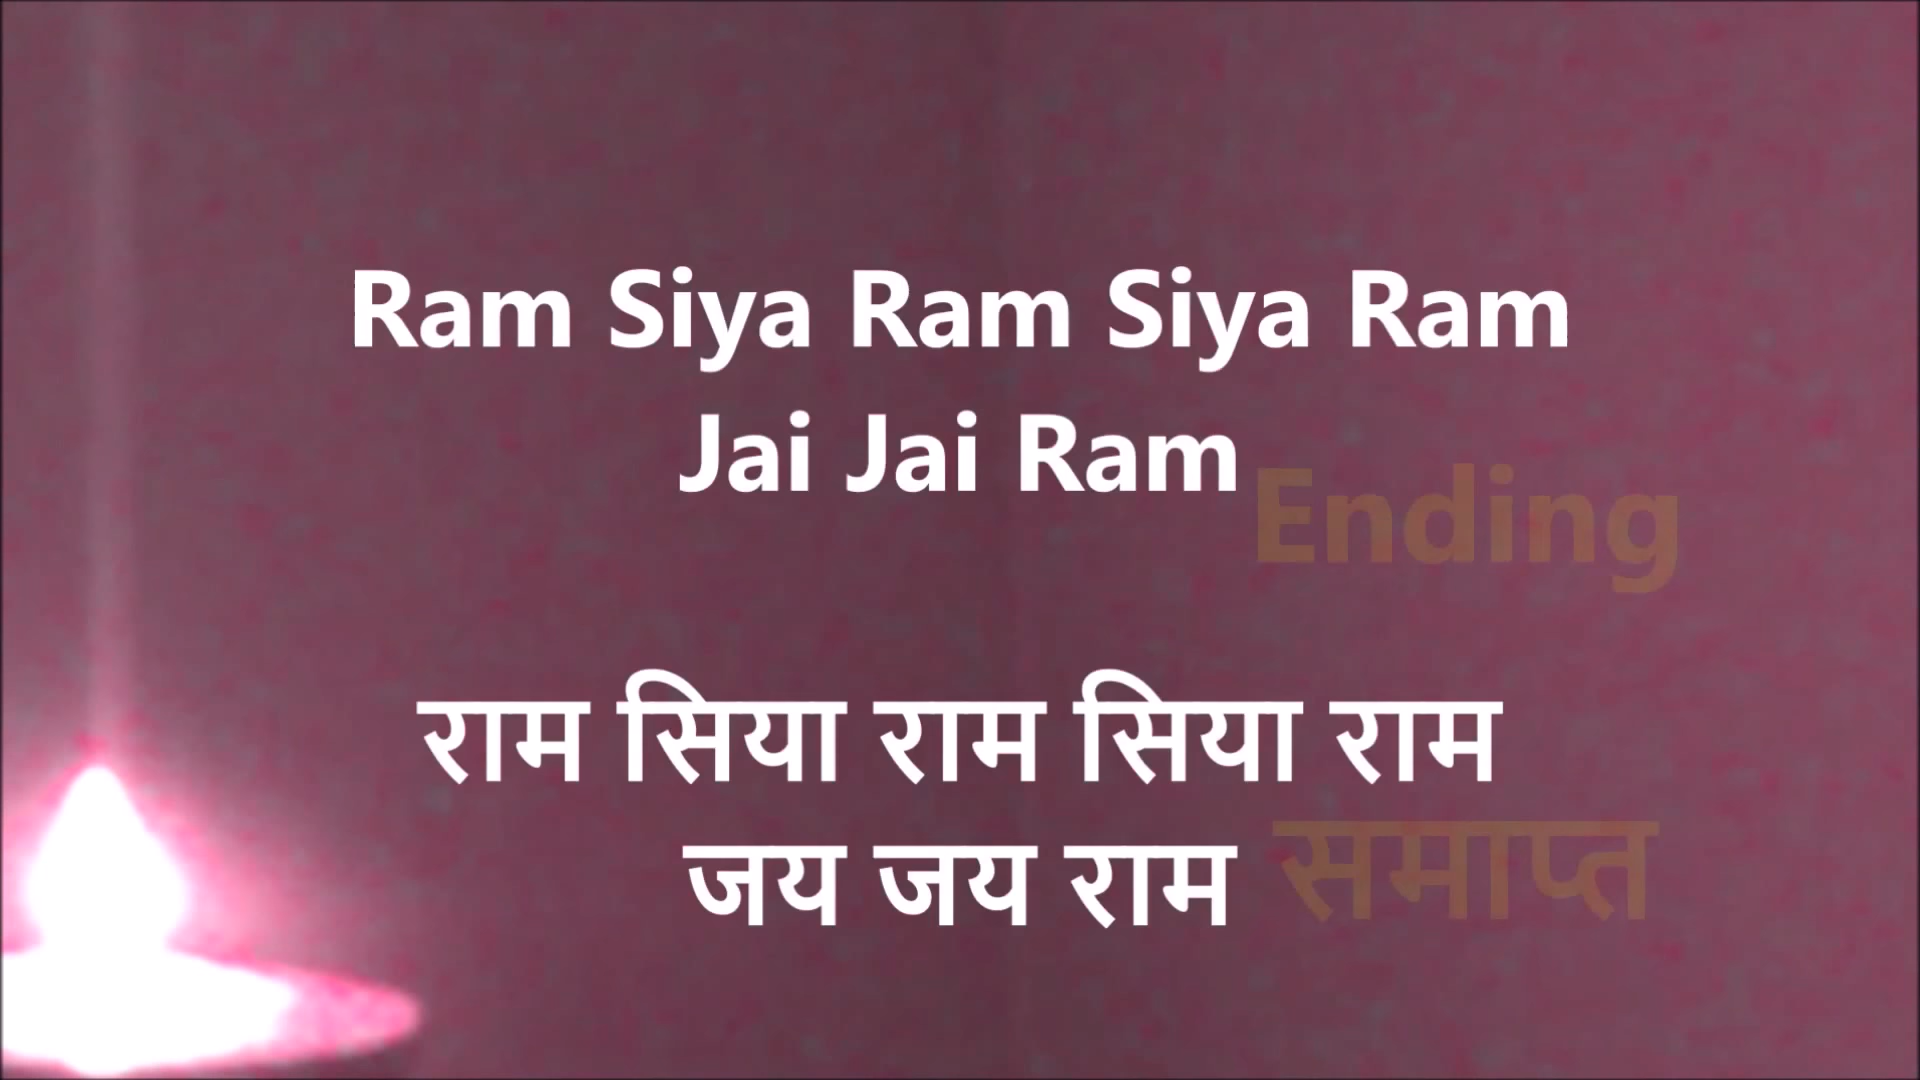 Ram Siya Ram Siya Ram
Jai Jai Ram
Ending
राम सिया राम सिया राम
जय जय राम
समाप्त